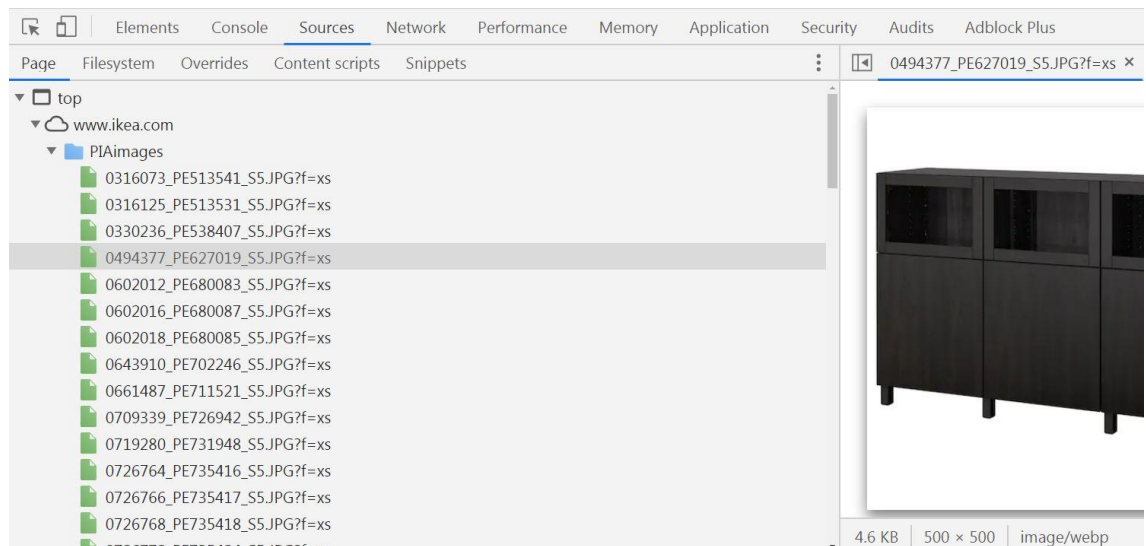 Elements Console Sources Network Performance Memory Application Security Audits Adblock Plus
Page Filesystem Overrides Content scripts Snippets
0494377_PE627019_S5.JPG?f=xs ×
top
www.ikea.com
PIAimages
0316073_PE513541_S5.JPG?f=xs
0316125_PE513531_S5.JPG?f=xs
0330236_PE538407_S5.JPG?f=xs
0494377_PE627019_S5.JPG?f=xs
0602012_PE680083_S5.JPG?f=xs
0602016_PE680087_S5.JPG?f=xs
0602018_PE680085_S5.JPG?f=xs
0643910_PE702246_S5.JPG?f=xs
0661487_PE711521_S5.JPG?f=xs
0709339_PE726942_S5.JPG?f=xs
0719280_PE731948_S5.JPG?f=xs
0726764_PE735416_S5.JPG?f=xs
0726766_PE735417_S5.JPG?f=xs
0726768_PE735418_S5.JPG?f=xs
4.6 KB 500 × 500 image/webp